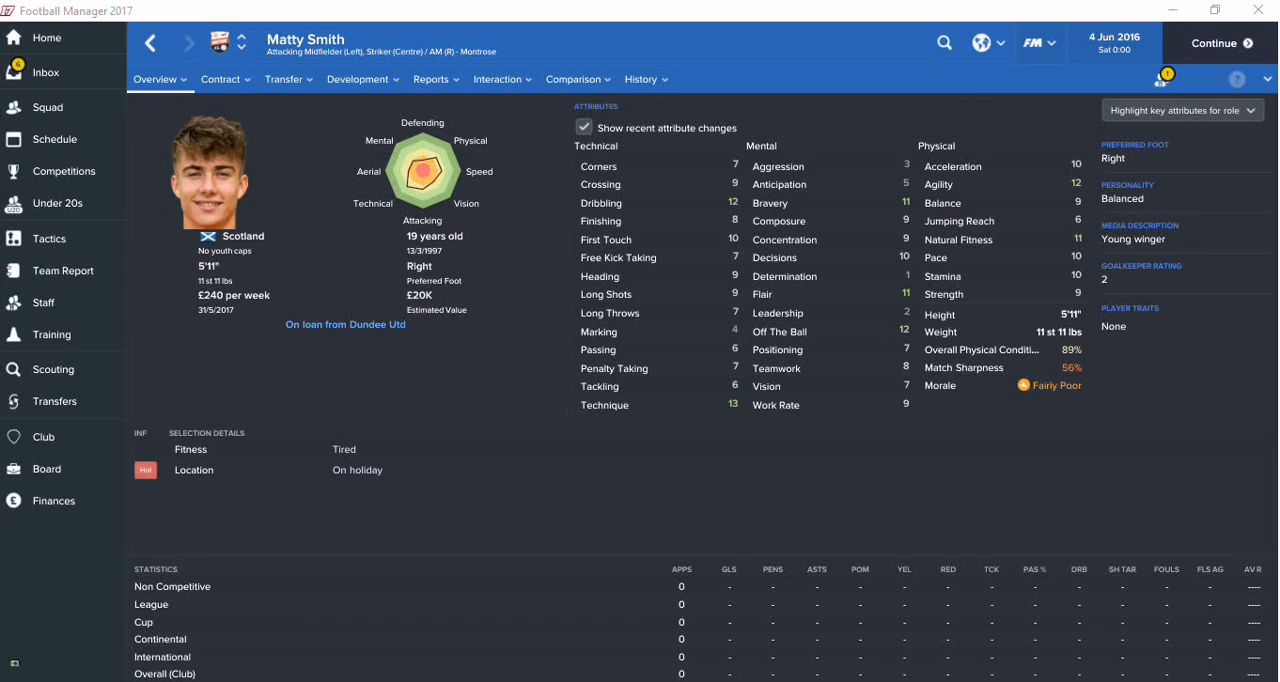 Football Manager 2017
Home
6
Inbox
Squad
Schedule
Competitions
U20
Under 20s
Tactics
Team Report
Staff
Training
Scouting
Transfers
Club
Board
Finances
Matty Smith
Attacking Midfielder (Left), Striker (Centre) / AM (R) - Montrose
FM
4 Jun 2016
Sat 0:00
Continue
Overview Contract Transfer Development Reports Interaction Comparison History
1
?
Defending
Mental Physical
Aerial Speed
Technical Vision
Attacking
Scotland
No youth caps
5'11"
11 st 11 lbs
£240 per week
31/5/2017
19 years old
13/3/1997
Right
Preferred Foot
£20K
Estimated Value
On loan from Dundee Utd
ATTRIBUTES
Show recent attribute changes
Technical Mental Physical
Corners 7 Aggression 3 Acceleration 10
Crossing 9 Anticipation 5 Agility 12
Dribbling 12 Bravery 11 Balance 9
Finishing 8 Composure 9 Jumping Reach 6
First Touch 10 Concentration 9 Natural Fitness 11
Free Kick Taking 7 Decisions 10 Pace 10
Heading 9 Determination 1 Stamina 10
Long Shots 9 Flair 11 Strength 9
Long Throws 7 Leadership 2 Height 5'11"
Marking 4 Off The Ball 12 Weight 11 st 11 lbs
Passing 6 Positioning 7 Overall Physical Conditi... 89%
Penalty Taking 7 Teamwork 8 Match Sharpness 56%
Tackling 6 Vision 7 Morale Fairly Poor
Technique 13 Work Rate 9
Highlight key attributes for role
PREFERRED FOOT
Right
PERSONALITY
Balanced
MEDIA DESCRIPTION
Young winger
GOALKEEPER RATING
2
PLAYER TRAITS
None
INF SELECTION DETAILS
Fitness Tired
Hol Location On holiday
STATISTICS APPS GLS PENS ASTS POM YEL RED TCK PAS % DRB SH TAR FOULS FLS AG AV R
Non Competitive 0 - - - - - - - - - - - - ----
League 0 - - - - - - - - - - - - ----
Cup 0 - - - - - - - - - - - - ----
Continental 0 - - - - - - - - - - - - ----
International 0 - - - - - - - - - - - - ----
Overall (Club) 0 - - - - - - - - - - - - ----